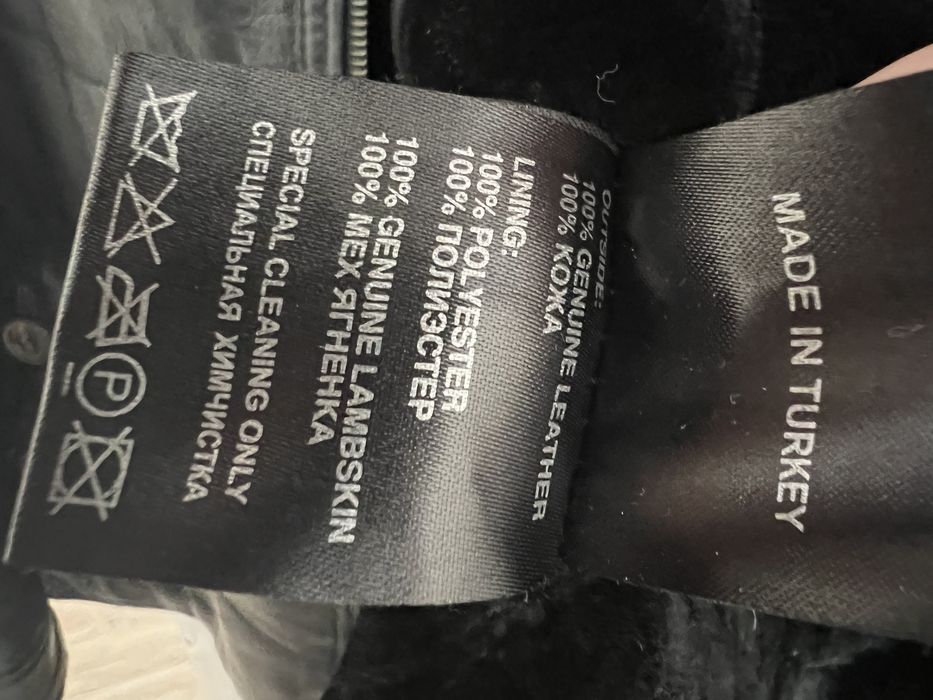 MADE IN TURKEY
OUTSIDE:
100% GENUINE LEATHER
100% КОЖА
LINING:
100% POLYESTER
100% ПОЛИЭСТЕР
100% GENUINE LAMBSKIN
100% МЕХ ЯГНЕНКА
SPECIAL CLEANING ONLY
СПЕЦИАЛЬНАЯ ХИМЧИСТКА
P